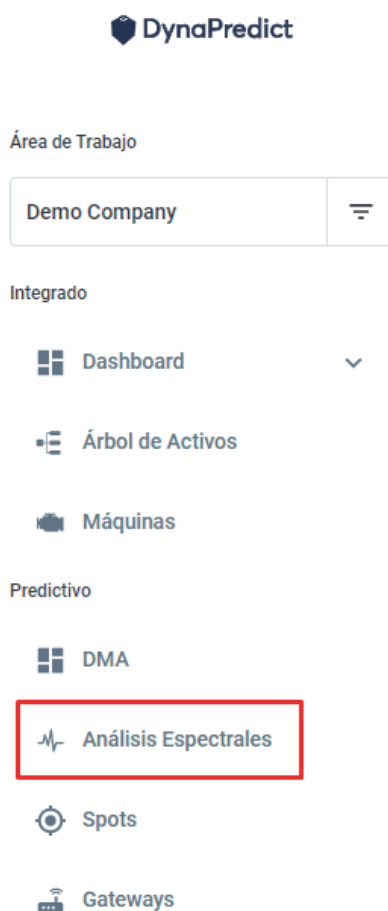 DynaPredict
Área de Trabajo
Demo Company
Integrado
Dashboard
Árbol de Activos
Máquinas
Predictivo
DMA
Análisis Espectrales
Spots
Gateways